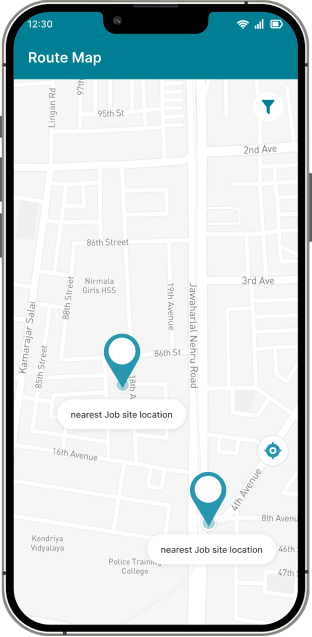 12:30
Route Map
Lingan Rd
97th
95th St
2nd Ave
86th Street
3rd Ave
Nirmala
Girls HSS
88th Street
19th Avenue
Jawaharlal Nehru Road
Kamarajar Salai
85th Street
86th St
18th A
nearest Job site location
16th Avenue
4th Avenue
8th Avenu
Kendriya
Vidyalaya
nearest Job site location
46th
Police Training
College
47th S